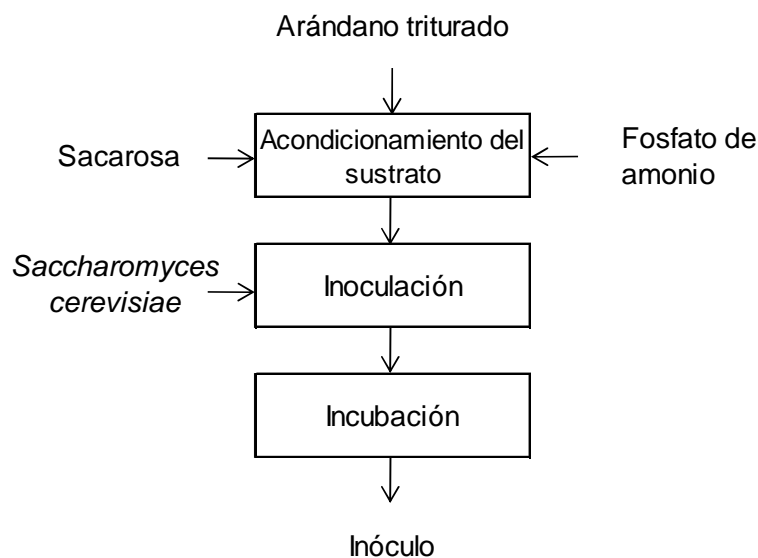 Arándano triturado
Sacarosa
Acondicionamiento del
sustrato
Fosfato de
amonio
Saccharomyces
cerevisiae
Inoculación
Incubación
Inóculo